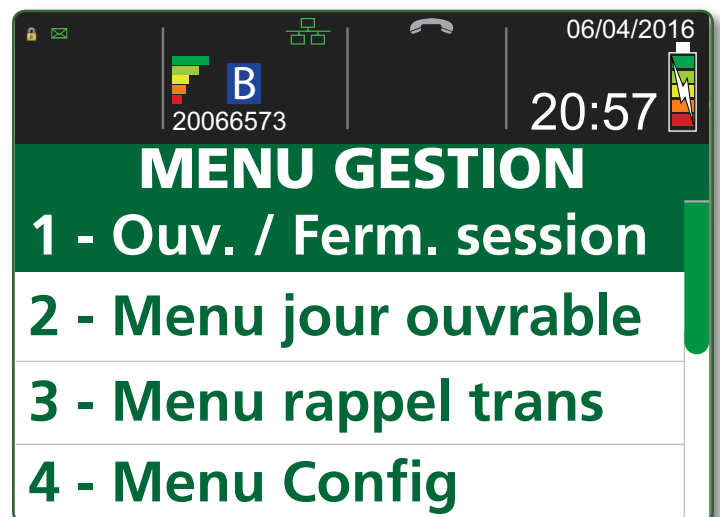 06/04/2016
B
20066573
20:57
MENU GESTION
1 - Ouv. / Ferm. session
2 - Menu jour ouvrable
3 - Menu rappel trans
4 - Menu Config